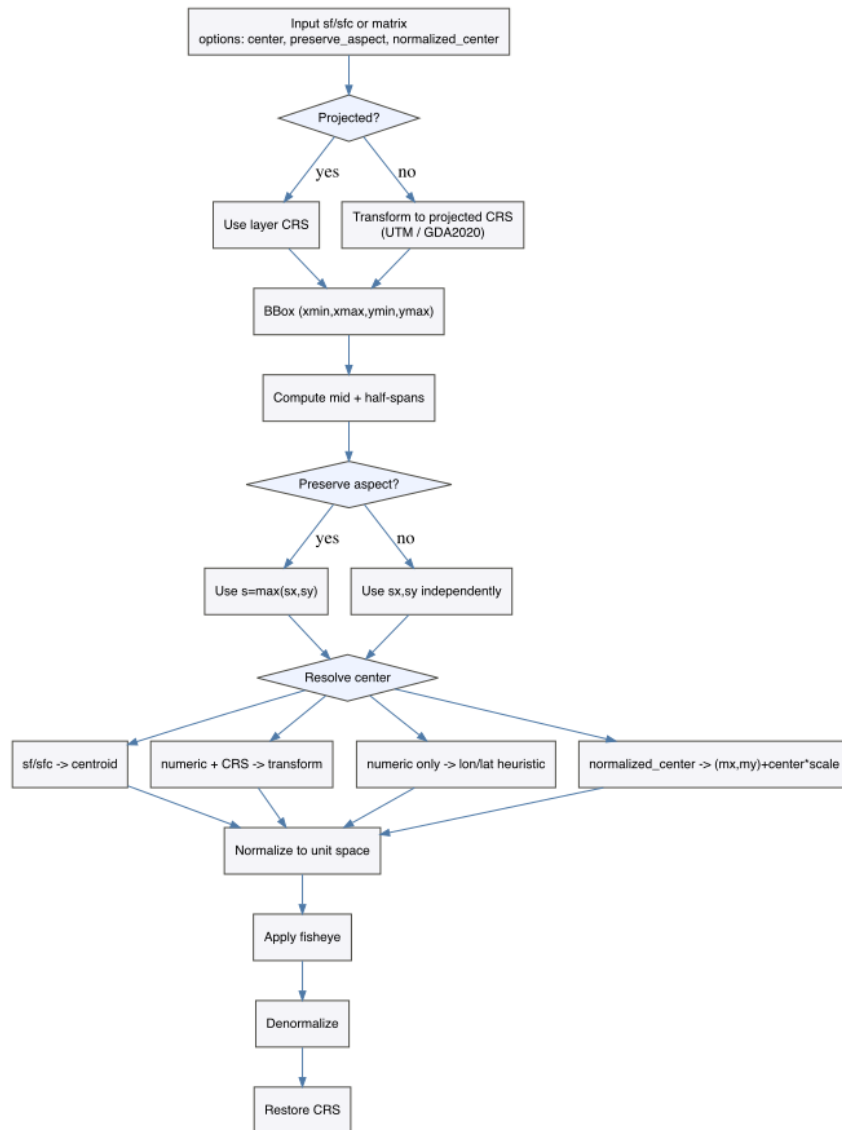 Input sf/sfc or matrix
options: center, preserve_aspect, normalized_center
Projected?
yes
no
Use layer CRS
Transform to projected CRS
(UTM / GDA2020)
BBox (xmin,xmax,ymin,ymax)
Compute mid + half-spans
Preserve aspect?
yes
no
Use s=max(sx,sy)
Use sx,sy independently
Resolve center
sf/sfc -> centroid
numeric + CRS -> transform
numeric only -> lon/lat heuristic
normalized_center -> (mx,my)+center*scale
Normalize to unit space
Apply fisheye
Denormalize
Restore CRS